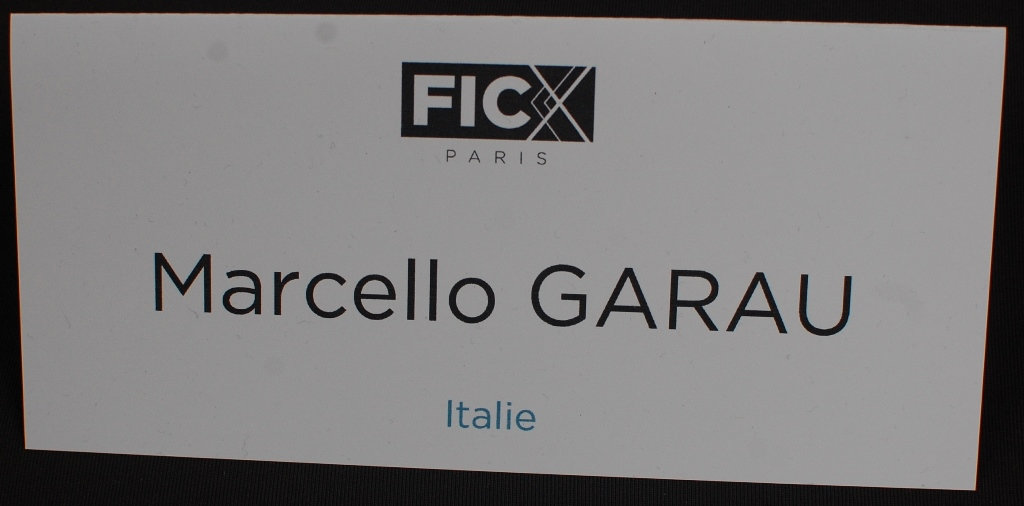 FICX
PARIS
Marcello GARAU
Italie